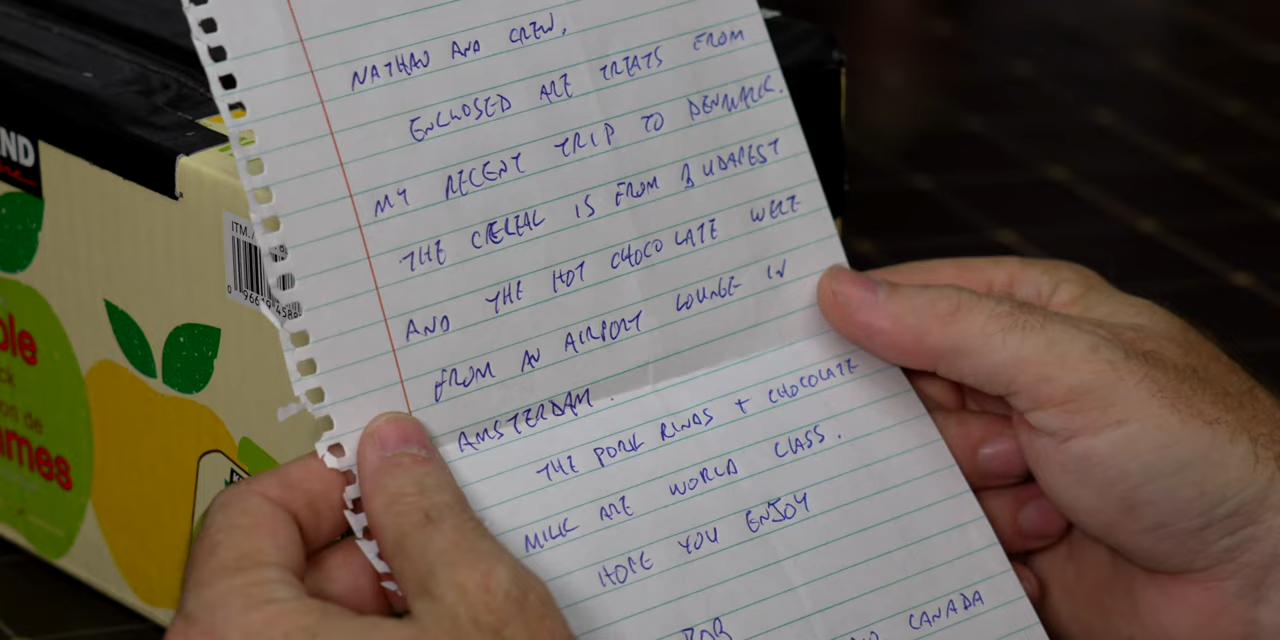 NATHAN AND CREW,
ENCLOSED ARE TREATS FROM
MY RECENT TRIP TO DENMARK.
THE CEREAL IS FROM BUDAPEST
AND THE HOT CHOCOLATE WERE
FROM AN AIRPORT LOUNGE IN
AMSTERDAM.
THE PORK RINDS + CHOCOLATE
MILK ARE WORLD CLASS.
HOPE YOU ENJOY
CANADA
ND
ITM./